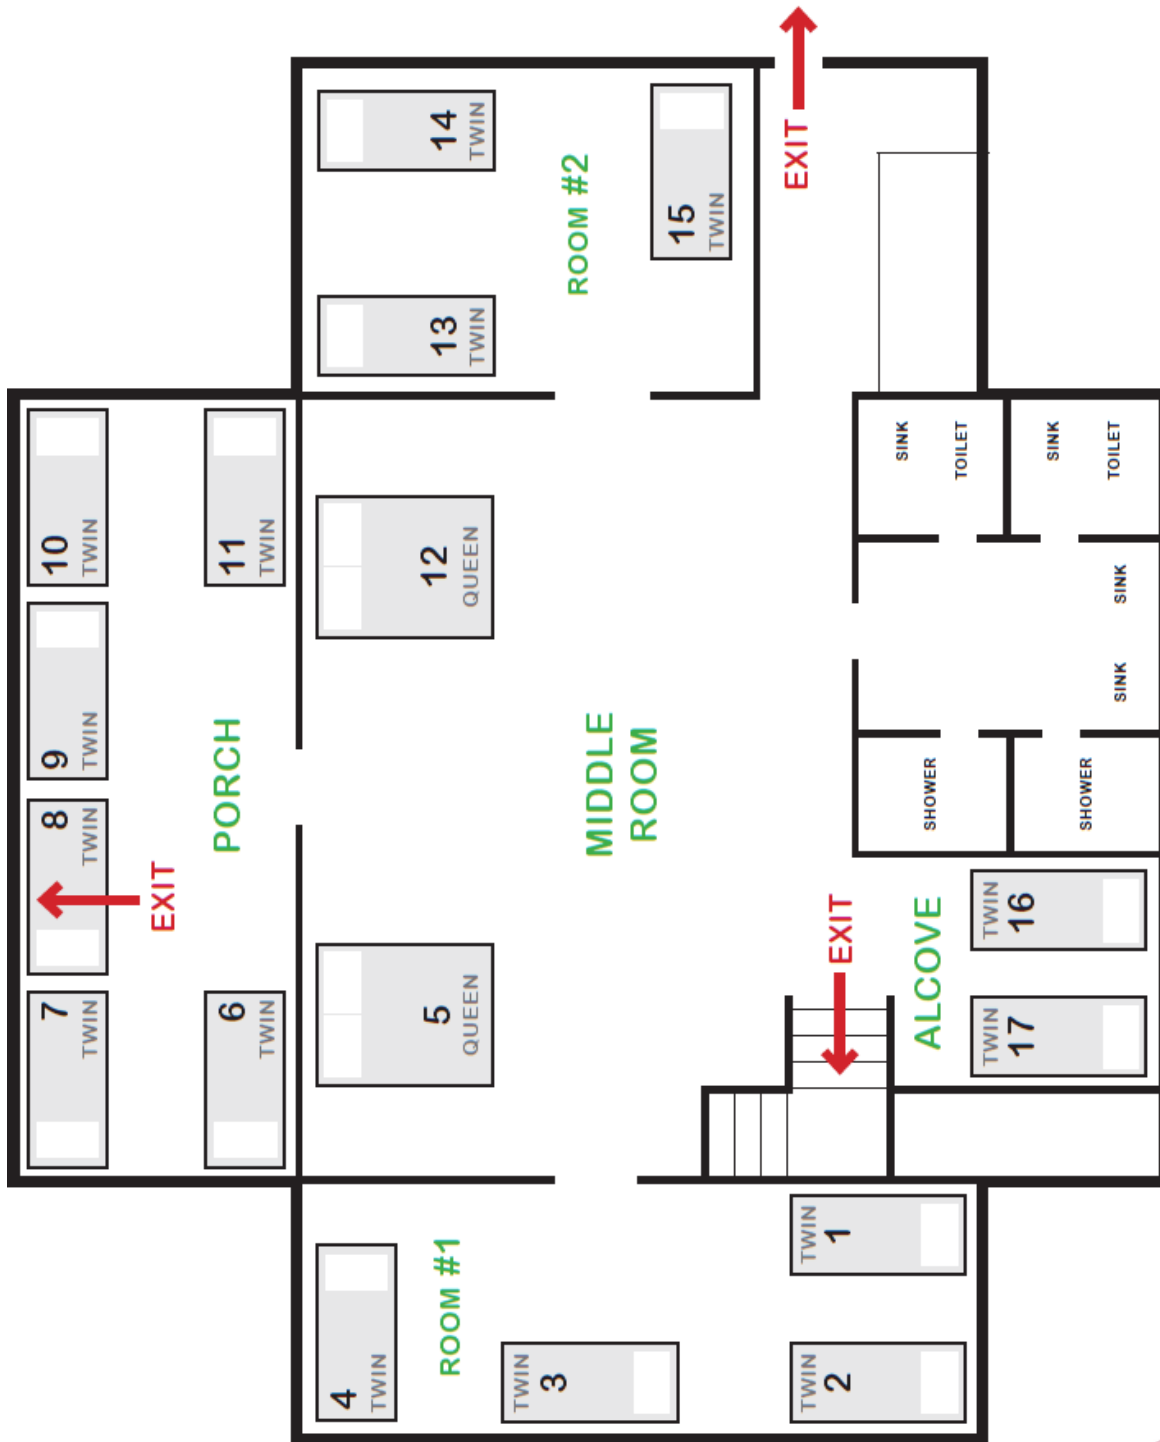 10
TWIN
9
TWIN
8
TWIN
7
TWIN
EXIT
11
TWIN
PORCH
6
TWIN
14
TWIN
13
TWIN
15
TWIN
ROOM #2
EXIT
12
QUEEN
5
QUEEN
MIDDLE
ROOM
SINK
TOILET
SINK
TOILET
SINK
SINK
SHOWER
SHOWER
EXIT
ALCOVE
TWIN
16
TWIN
17
4
TWIN
ROOM #1
TWIN
3
TWIN
1
TWIN
2